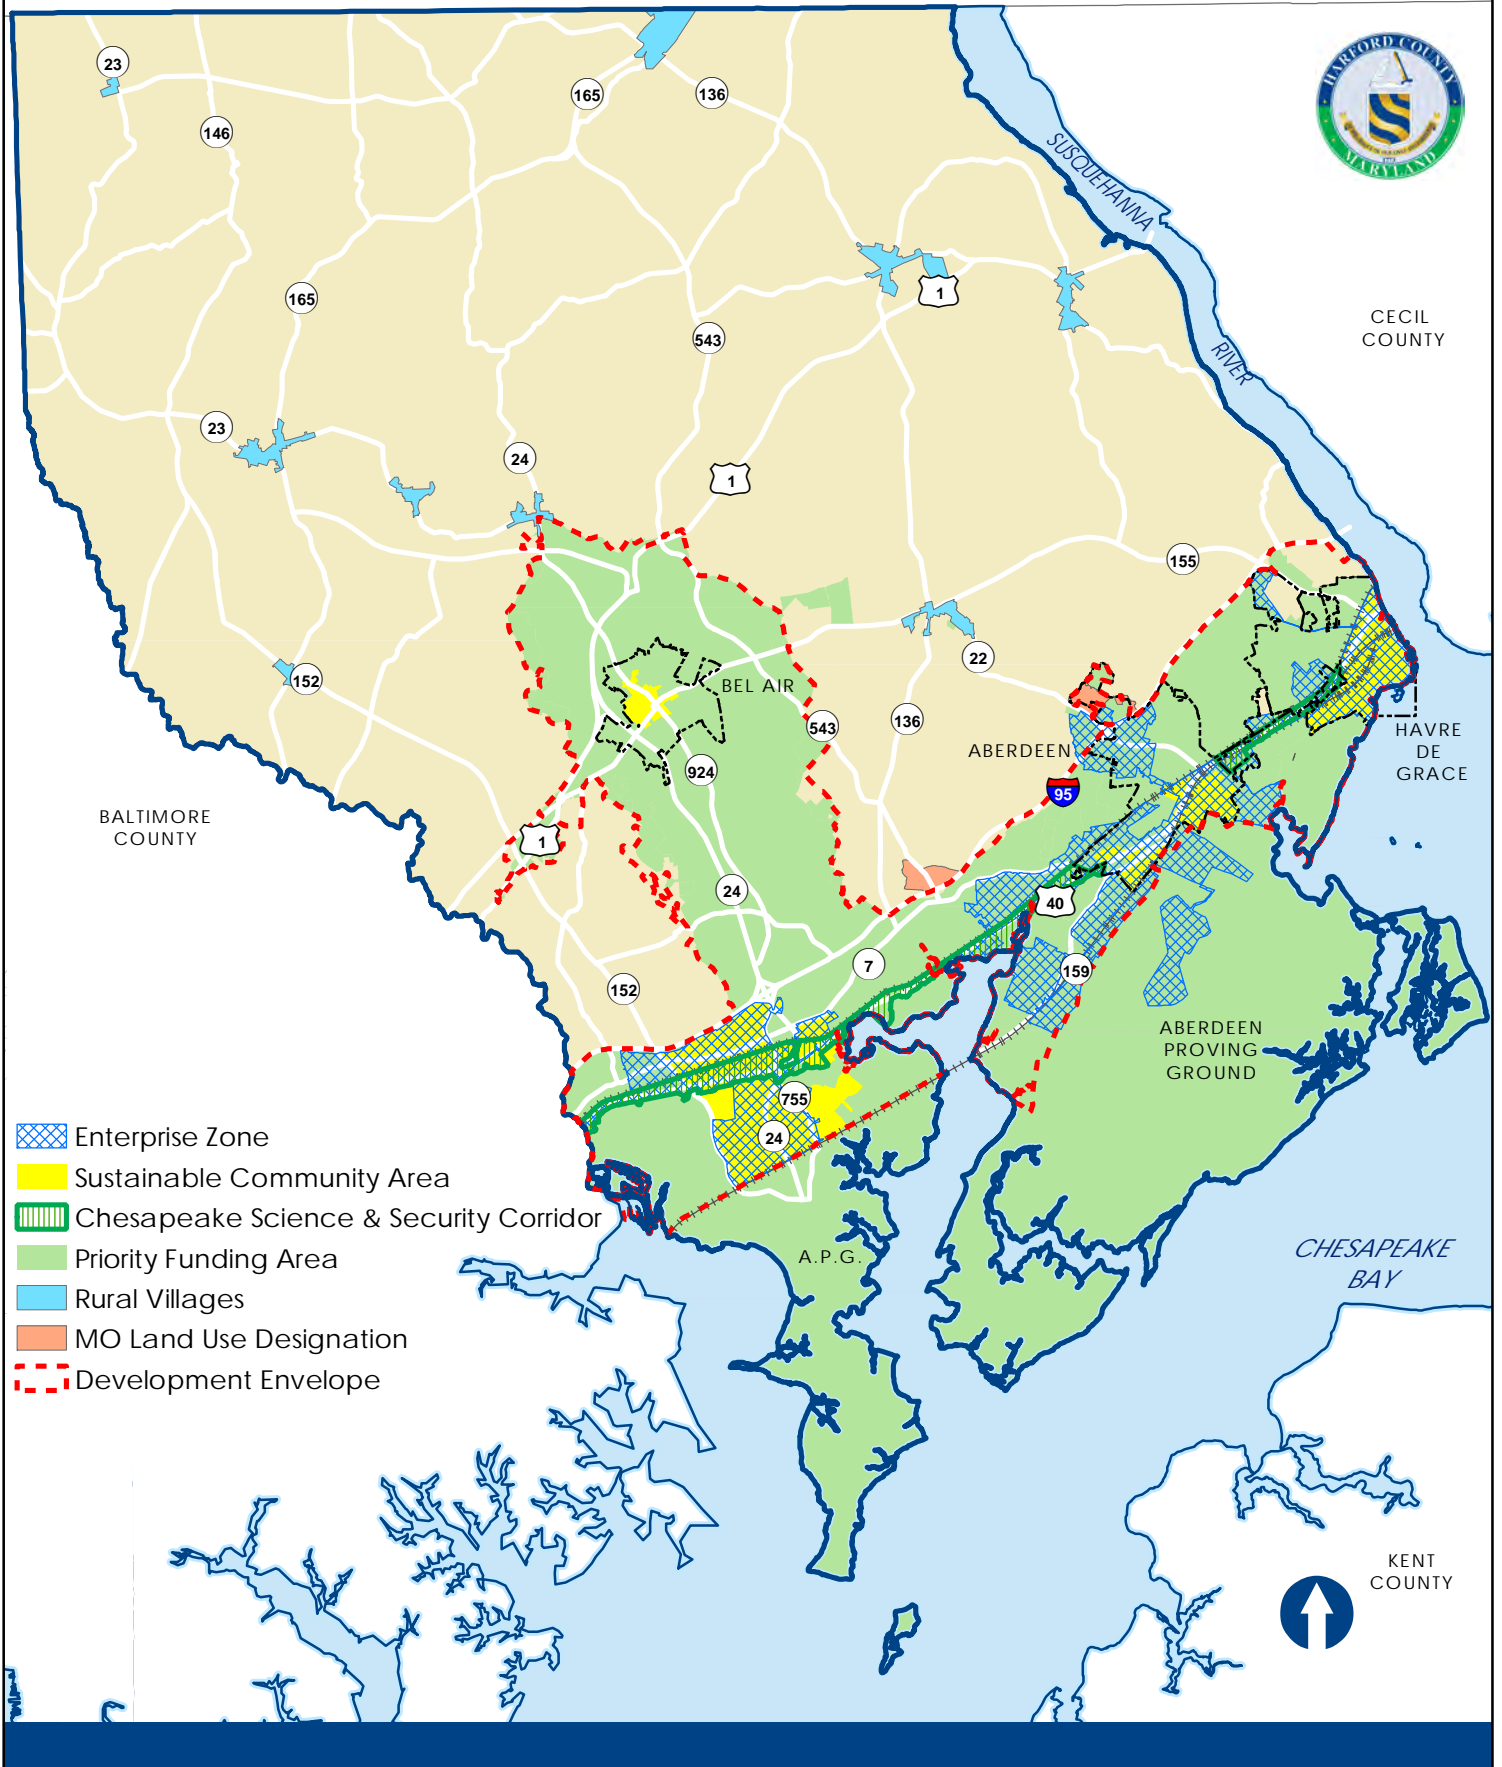 HARFORD COUNTY
MARYLAND
23
165
136
146
SUSQUEHANNA
RIVER
165
1
CECIL
COUNTY
543
23
24
1
155
22
152
BEL AIR
543
136
ABERDEEN
HAVRE
DE
GRACE
924
95
BALTIMORE
COUNTY
1
24
40
7
159
152
ABERDEEN
PROVING
GROUND
755
24
A.P.G.
CHESAPEAKE
BAY
Enterprise Zone
Sustainable Community Area
Chesapeake Science & Security Corridor
Priority Funding Area
Rural Villages
MO Land Use Designation
Development Envelope
KENT
COUNTY